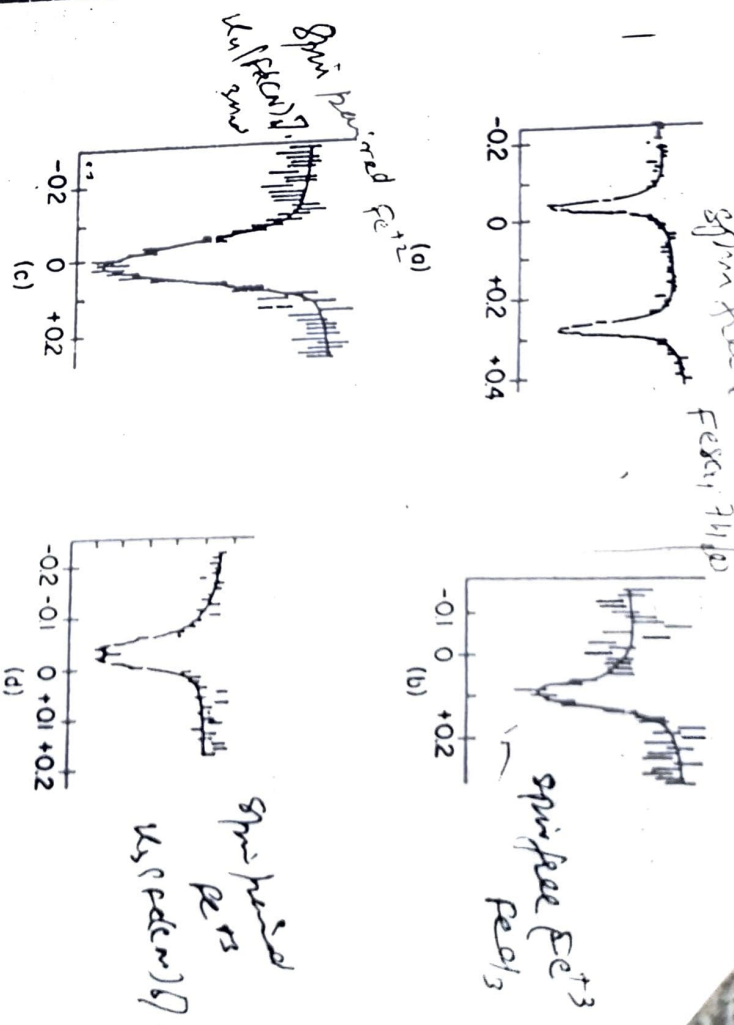 FeSO4, 7H2O
-0.2 0 +0.2 +0.4
(a)
-0.1 0 +0.2
(b)
spin free Fe+3
FeCl3
Spin paired Fe+2
K4[Fe(CN)6].
-02 0 +0.2
(c)
-0.2 -0.1 0 +0.1 +0.2
(d)
Spin paired
Fe+3
K3[Fe(CN)6]